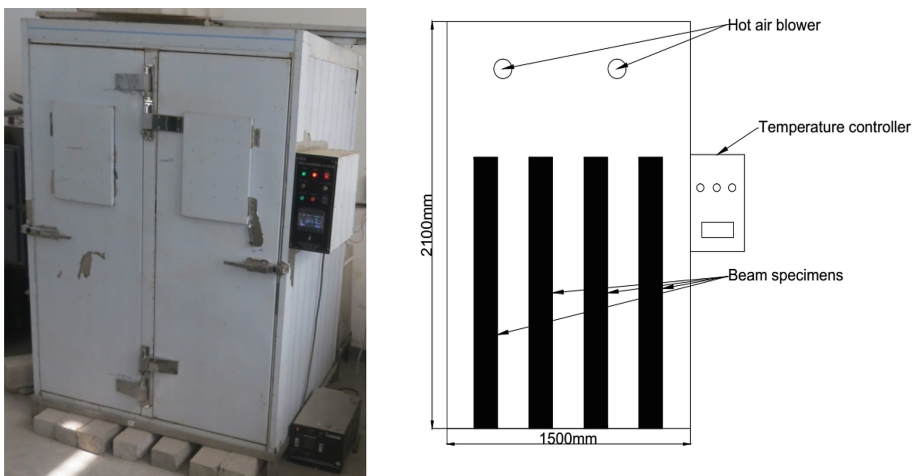 Hot air blower
Temperature controller
2100mm
Beam specimens
1500mm